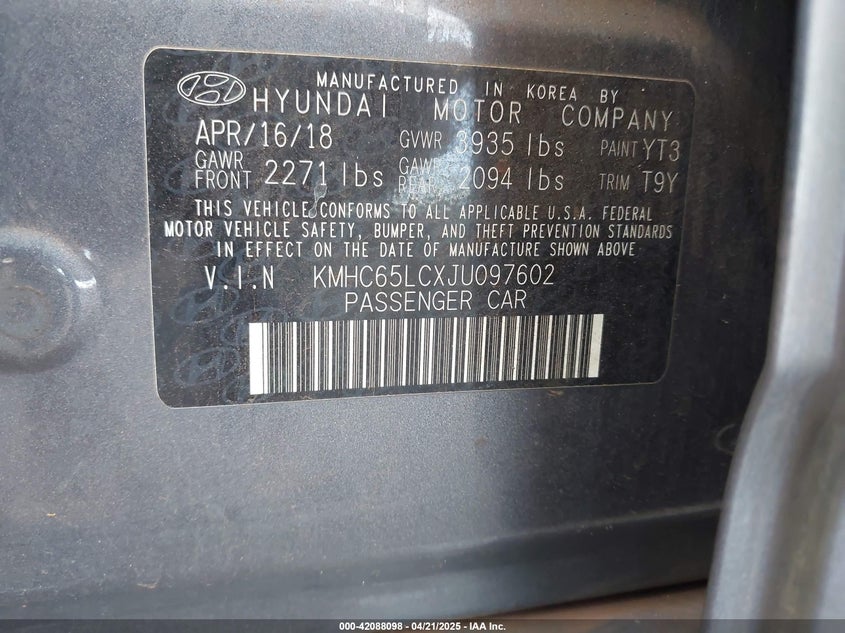 MANUFACTURED IN KOREA BY
HYUNDAI MOTOR COMPANY
APR/16/18 GVWR 3935 lbs PAINT YT3
GAWR FRONT 2271 lbs GAWR REAR 2094 lbs TRIM T9Y
THIS VEHICLE CONFORMS TO ALL APPLICABLE U.S.A. FEDERAL
MOTOR VEHICLE SAFETY, BUMPER, AND THEFT PREVENTION STANDARDS
IN EFFECT ON THE DATE OF MANUFACTURE SHOWN ABOVE
V.I.N KMHC65LCXJU097602
PASSENGER CAR
000-42088098 - 04/21/2025 - IAA Inc.